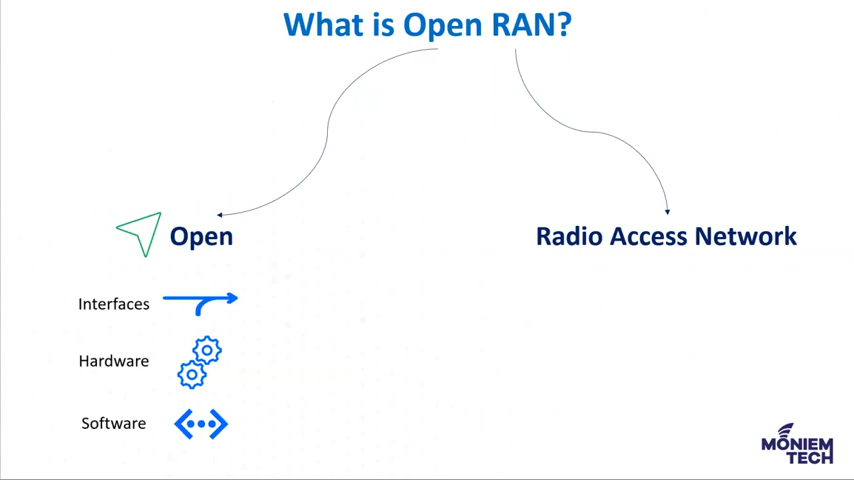 What is Open RAN?
Open
Radio Access Network
Interfaces
Hardware
Software
MONIEM
TECH